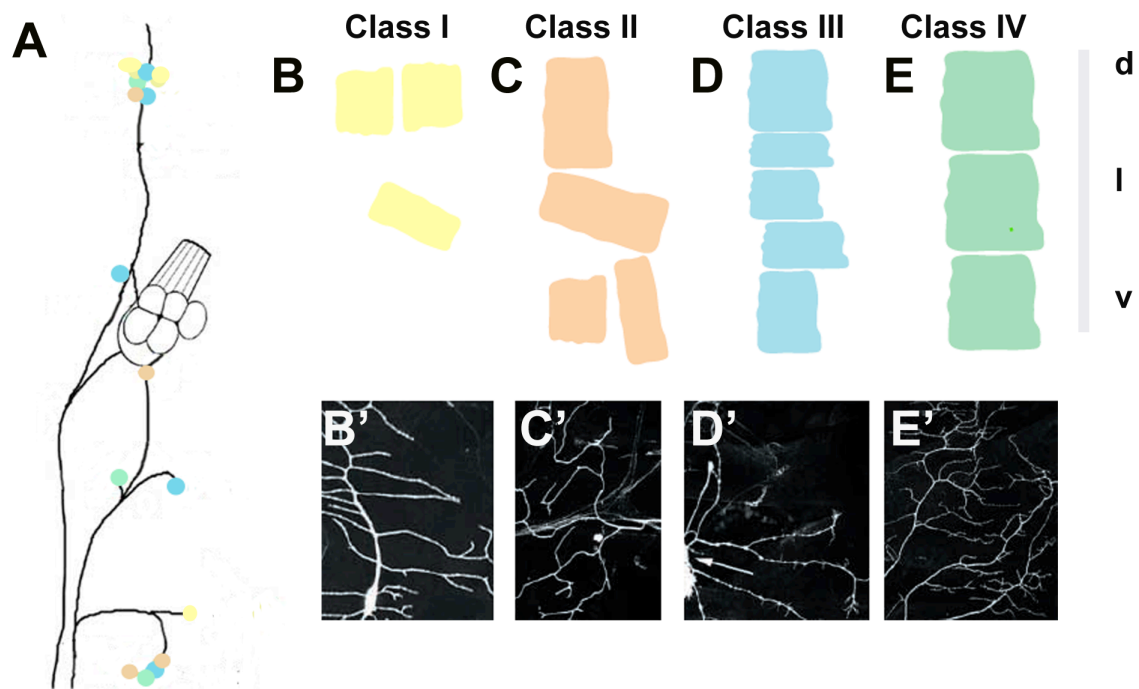 A
Class I
Class II
Class III
Class IV
B
C
D
E
d
l
v
B’
C’
D’
E’